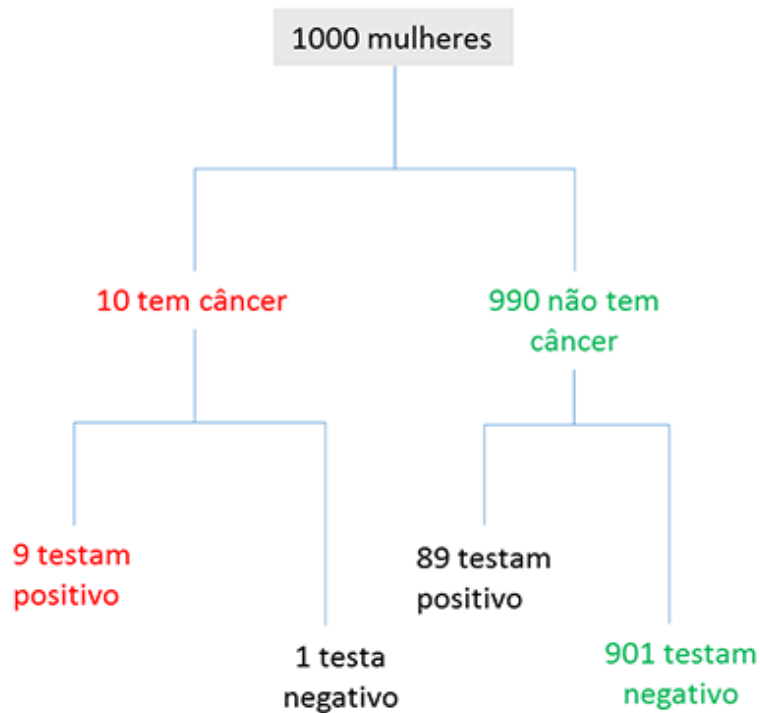 1000 mulheres
10 tem câncer
990 não tem
câncer
9 testam
positivo
89 testam
positivo
1 testa
negativo
901 testam
negativo